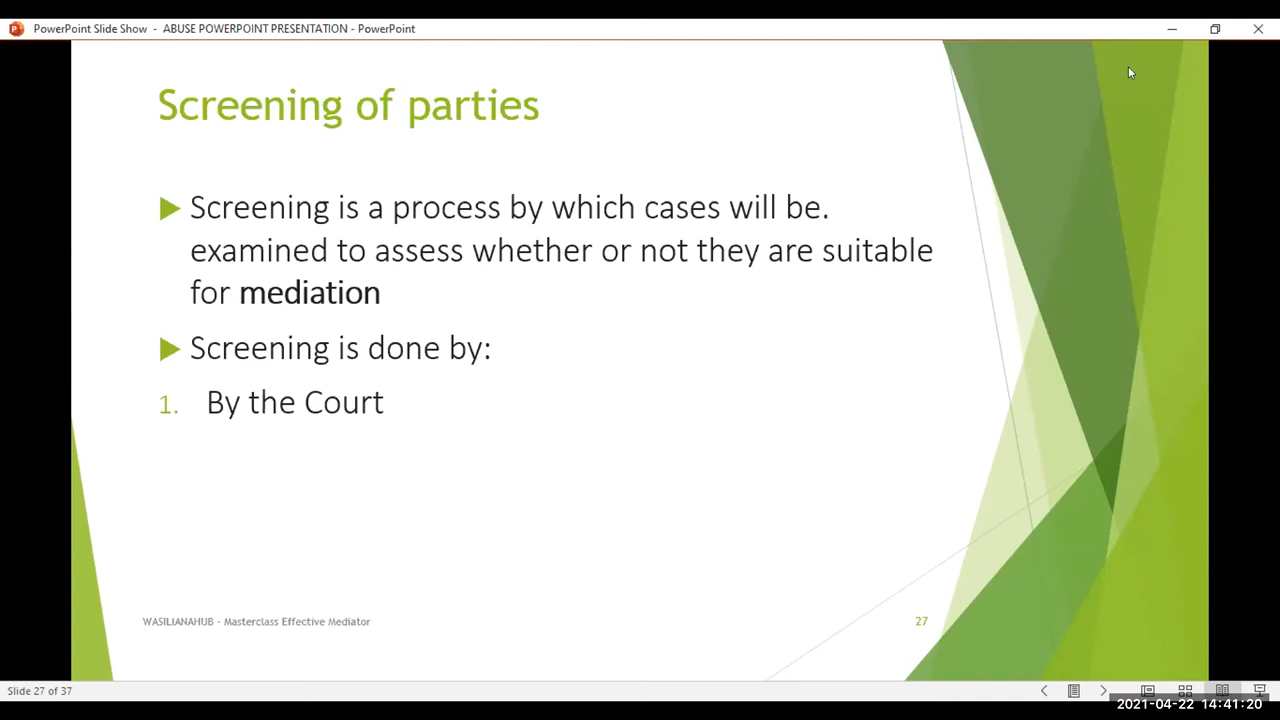 PowerPoint Slide Show - ABUSE POWERPOINT PRESENTATION - PowerPoint
Screening of parties
Screening is a process by which cases will be.
examined to assess whether or not they are suitable
for mediation
Screening is done by:
1. By the Court
WASILIANAHUB - Masterclass Effective Mediator
27
Slide 27 of 37
2021-04-22 14:41:20